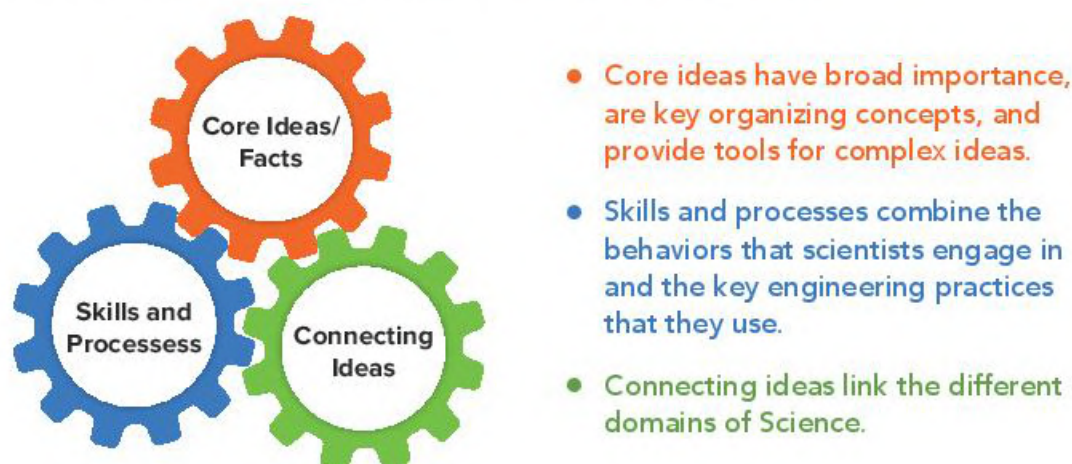 Core Ideas/
Facts
Skills and
Processess
Connecting
Ideas
• Core ideas have broad importance,
are key organizing concepts, and
provide tools for complex ideas.
• Skills and processes combine the
behaviors that scientists engage in
and the key engineering practices
that they use.
• Connecting ideas link the different
domains of Science.